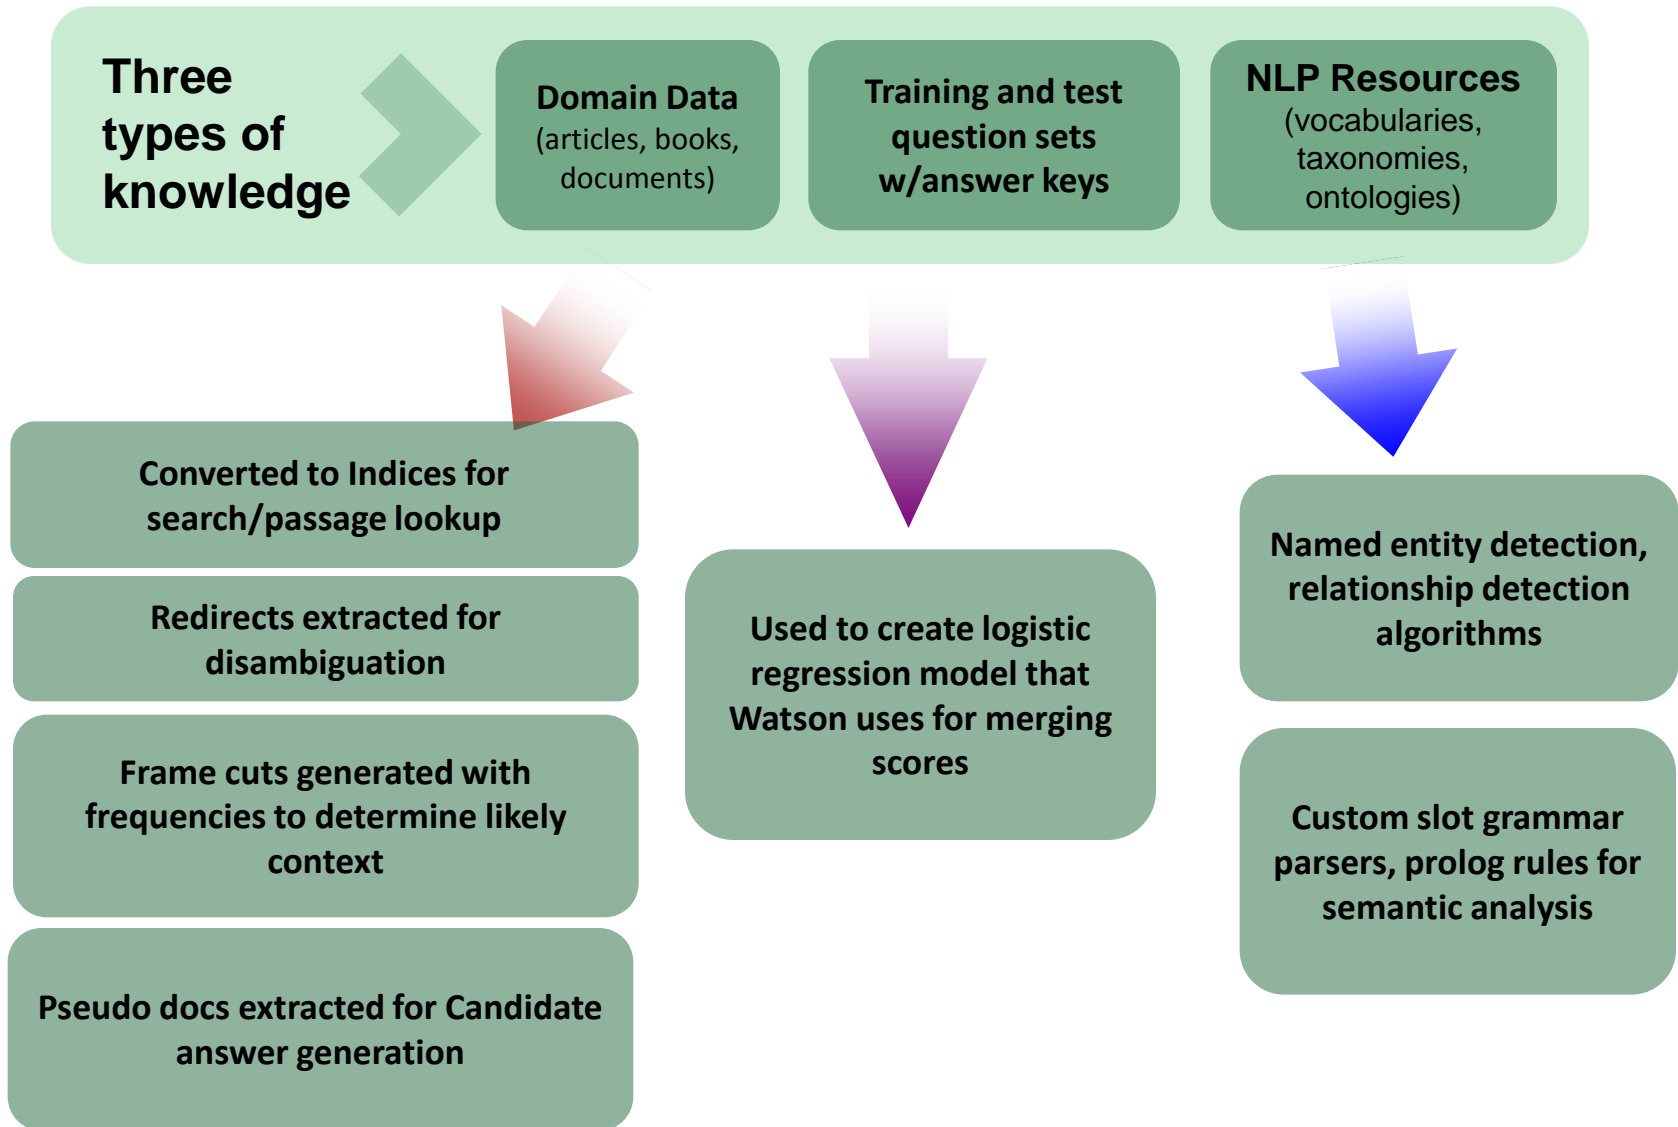 Three
types of
knowledge
Domain Data
(articles, books,
documents)
Training and test
question sets
w/answer keys
NLP Resources
(vocabularies,
taxonomies,
ontologies)
Converted to Indices for
search/passage lookup
Redirects extracted for
disambiguation
Frame cuts generated with
frequencies to determine likely
context
Pseudo docs extracted for Candidate
answer generation
Used to create logistic
regression model that
Watson uses for merging
scores
Named entity detection,
relationship detection
algorithms
Custom slot grammar
parsers, prolog rules for
semantic analysis